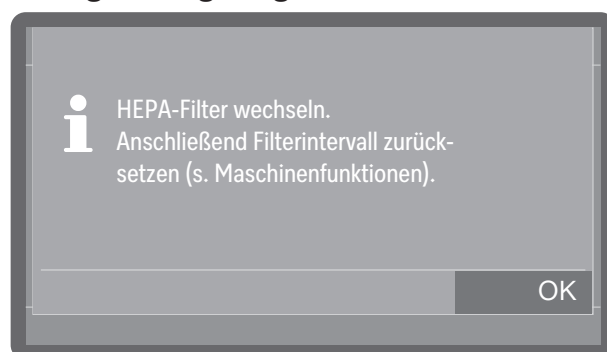 HEPA-Filter wechseln.
Anschließend Filterintervall zurück-
setzen (s. Maschinenfunktionen).
OK